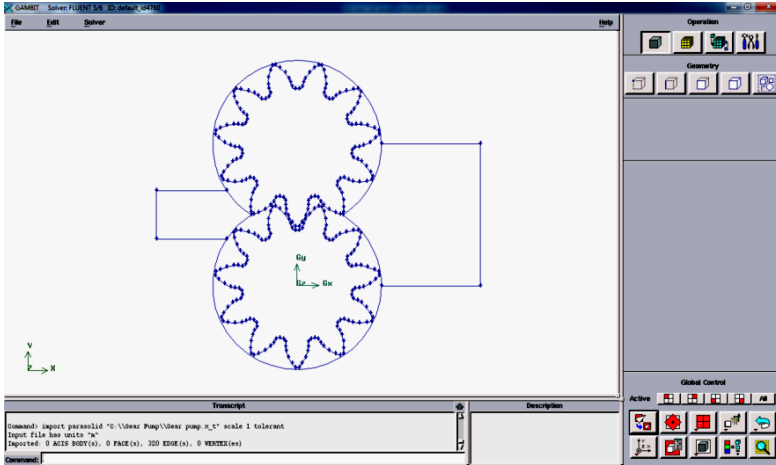 GAMBIT Solver: FLUENT 5/6 ID: default_id4760
File Edit Solver Help
Operation
Geometry
Gy
Gz Gx
Y
Z X
Global Control
Active All
Transcript
Description
Command> import parasolid "C:\\Gear Pump\\Gear pump.x_t" scale 1 tolerant
Input file has units "m"
Imported: 0 ACIS BODY(s), 0 FACE(s), 320 EDGE(s), 0 VERTEX(es)
Command: